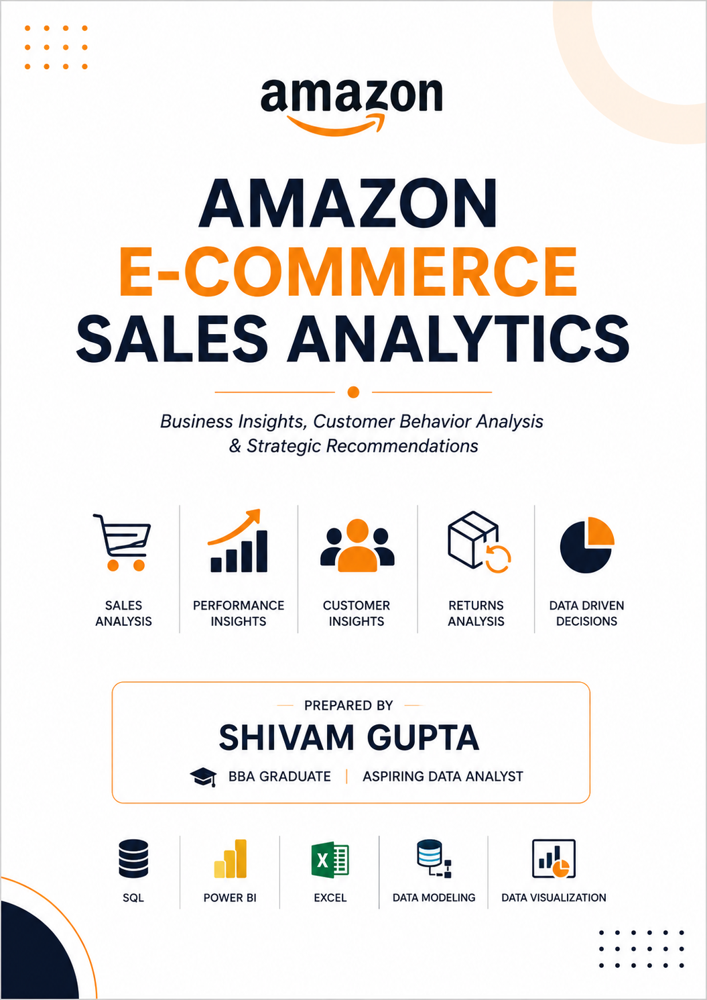 amazon
AMAZON
E-COMMERCE
SALES ANALYTICS
Business Insights, Customer Behavior Analysis
& Strategic Recommendations
SALES
ANALYSIS
PERFORMANCE
INSIGHTS
CUSTOMER
INSIGHTS
RETURNS
ANALYSIS
DATA DRIVEN
DECISIONS
PREPARED BY
SHIVAM GUPTA
BBA GRADUATE | ASPIRING DATA ANALYST
X
SQL
POWER BI
EXCEL
DATA MODELING
DATA VISUALIZATION